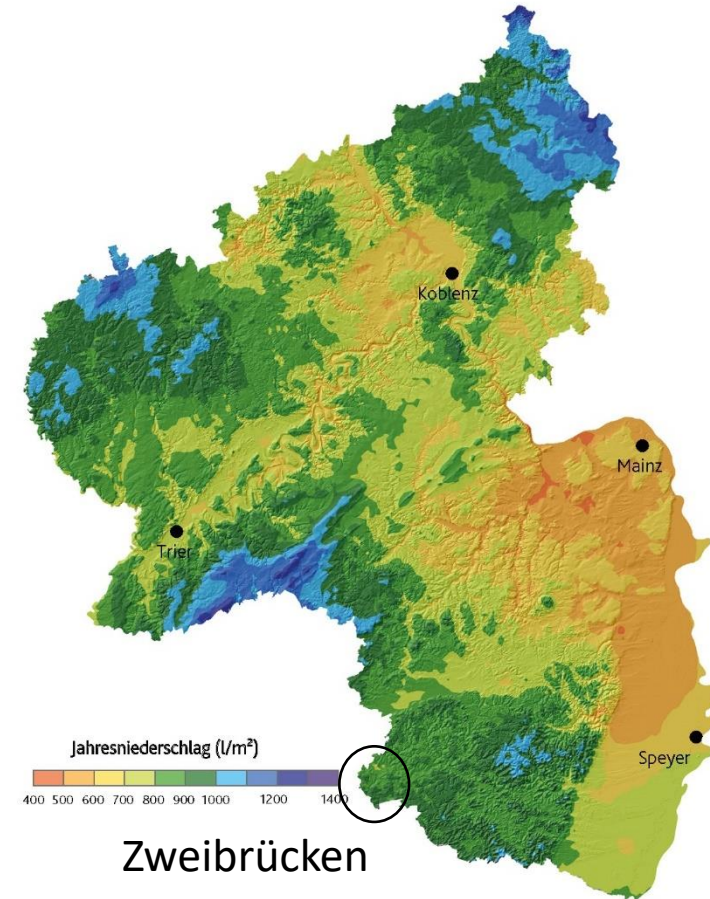 Koblenz
Mainz
Trier
Speyer
Jahresniederschlag (l/m²)
400 500 600 700 800 900 1000 1200 1400
Zweibrücken